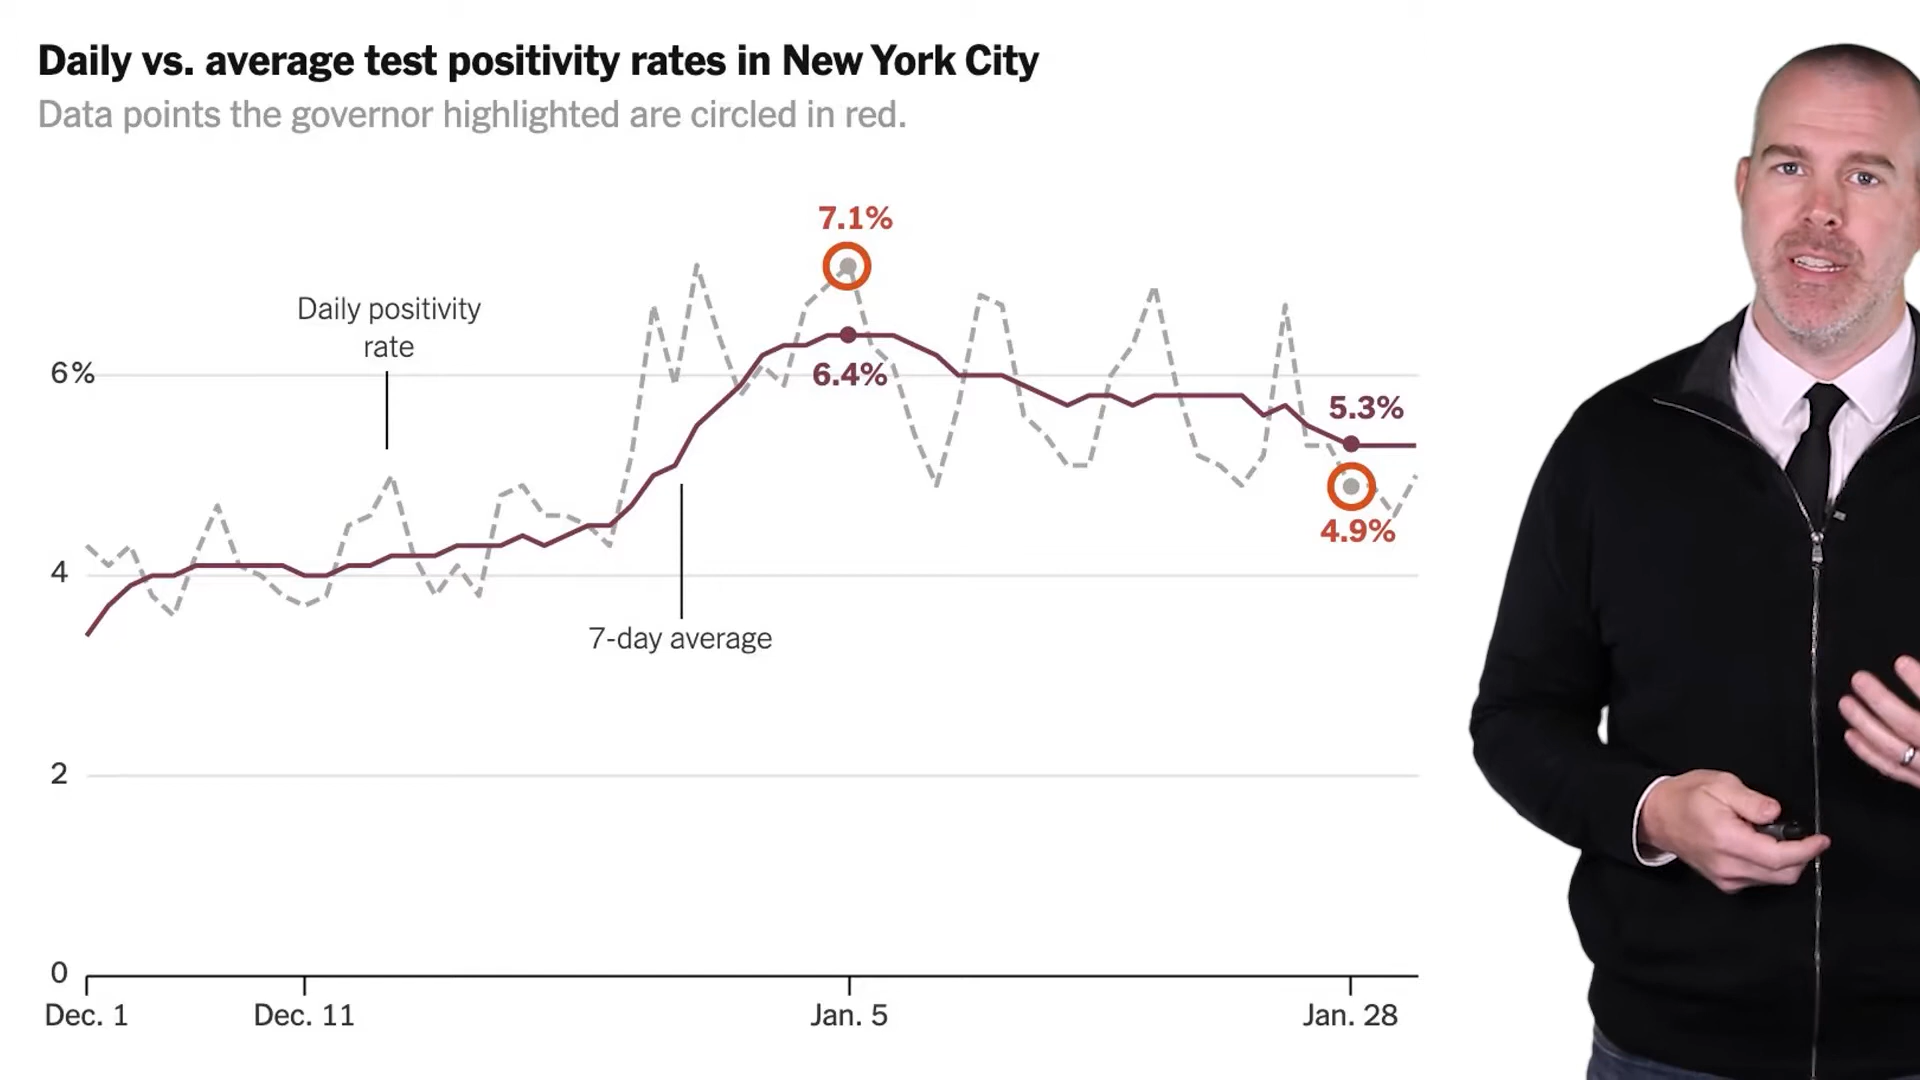 Daily vs. average test positivity rates in New York City
Data points the governor highlighted are circled in red.
7.1%
Daily positivity
rate
6%
6.4%
5.3%
4.9%
4
7-day average
2
0
Dec. 1
Dec. 11
Jan. 5
Jan. 28